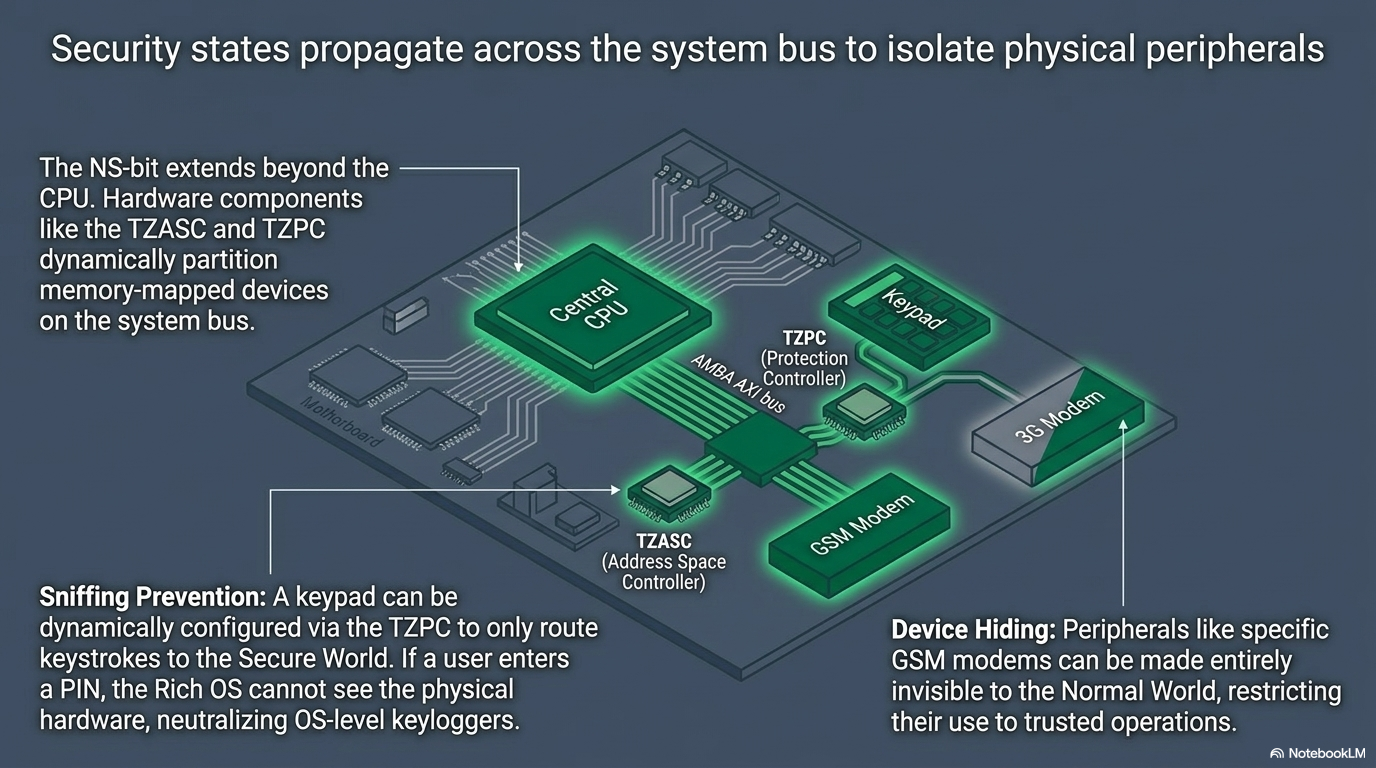 Security states propagate across the system bus to isolate physical peripherals
The NS-bit extends beyond the
CPU. Hardware components
like the TZASC and TZPC
dynamically partition
memory-mapped devices
on the system bus.
Central
CPU
Keypad
TZPC
(Protection
Controller)
AMBA AXI bus
3G Modem
Motherboard
GSM Modem
TZASC
(Address Space
Controller)
Sniffing Prevention: A keypad can be
dynamically configured via the TZPC to only route
keystrokes to the Secure World. If a user enters
a PIN, the Rich OS cannot see the physical
hardware, neutralizing OS-level keyloggers.
Device Hiding: Peripherals like specific
GSM modems can be made entirely
invisible to the Normal World, restricting
their use to trusted operations.
NotebookLM